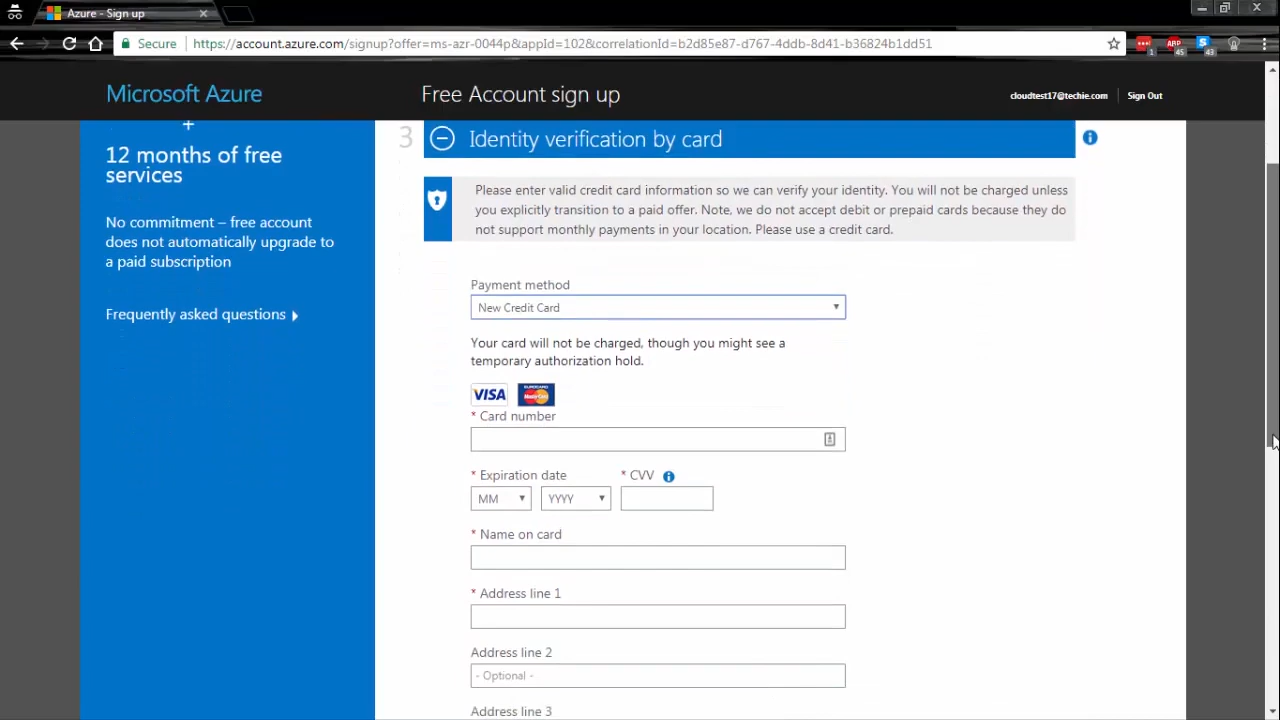 Azure - Sign up
Secure
https://account.azure.com/signup?offer=ms-azr-0044p&appId=102&correlationId=b2d85e87-d767-4ddb-8d41-b36824b1dd51
1
ABP
45
43
Microsoft Azure
Free Account sign up
cloudtest17@techie.com
Sign Out
+
12 months of free
services
No commitment – free account
does not automatically upgrade to
a paid subscription
Frequently asked questions
3
Identity verification by card
Please enter valid credit card information so we can verify your identity. You will not be charged unless
you explicitly transition to a paid offer. Note, we do not accept debit or prepaid cards because they do
not support monthly payments in your location. Please use a credit card.
Payment method
New Credit Card
Your card will not be charged, though you might see a
temporary authorization hold.
VISA
MasterCard
* Card number
* Expiration date
* CVV
MM
YYYY
* Name on card
* Address line 1
Address line 2
- Optional -
Address line 3